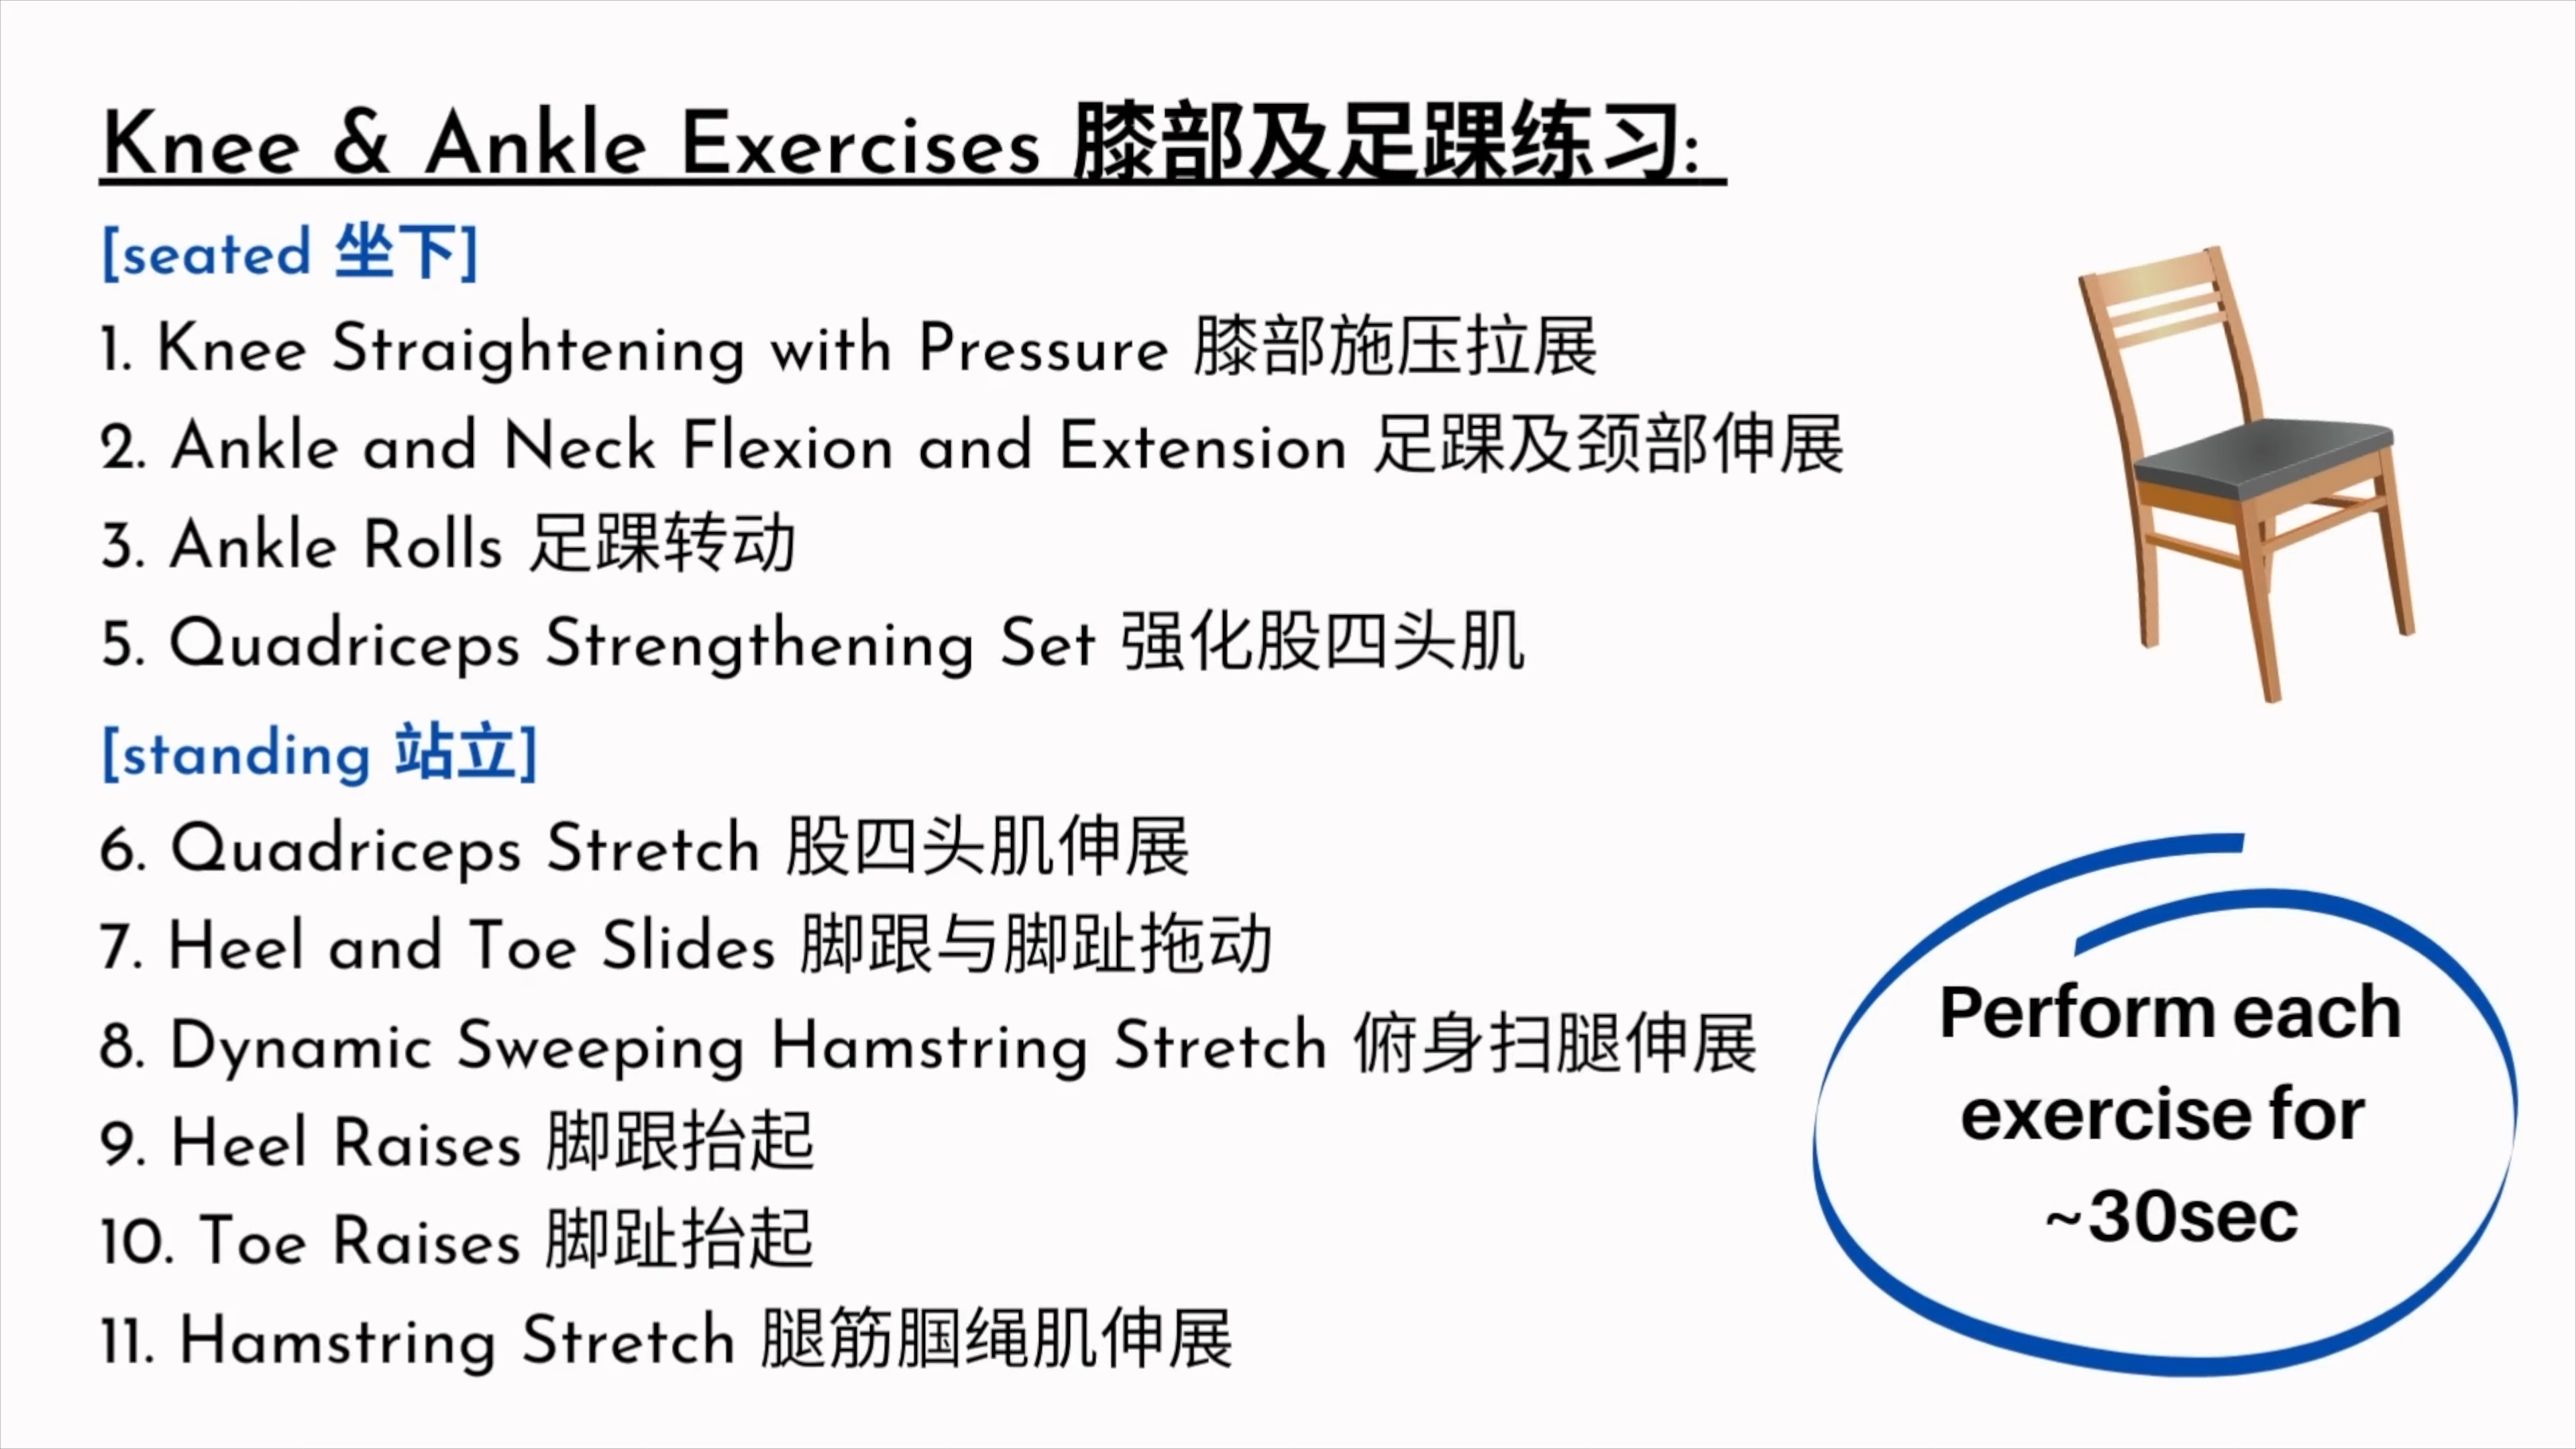 Knee & Ankle Exercises 膝部及足踝练习:
[seated 坐下]
1. Knee Straightening with Pressure 膝部施压拉展
2. Ankle and Neck Flexion and Extension 足踝及颈部伸展
3. Ankle Rolls 足踝转动
5. Quadriceps Strengthening Set 强化股四头肌
[standing 站立]
6. Quadriceps Stretch 股四头肌伸展
7. Heel and Toe Slides 脚跟与脚趾拖动
8. Dynamic Sweeping Hamstring Stretch 俯身扫腿伸展
9. Heel Raises 脚跟抬起
10. Toe Raises 脚趾抬起
11. Hamstring Stretch 腿筋腘绳肌伸展
Perform each
exercise for
~30sec